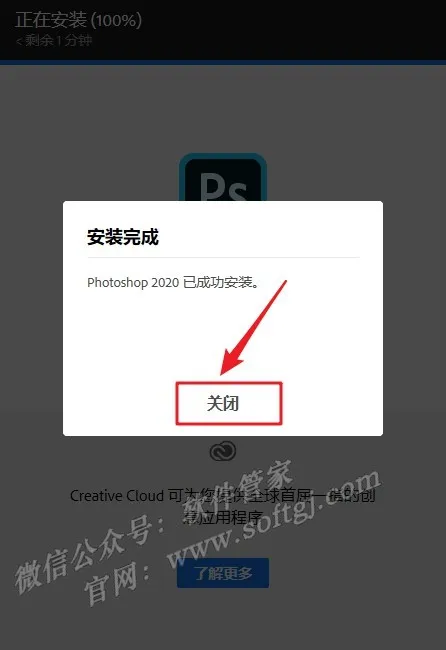 正在安装 (100%)
< 剩余 1 分钟
Ps
安装完成
Photoshop 2020 已成功安装。
关闭
Creative Cloud 可为您提供全球首屈一指的创
意应用程序
微信公众号：软件管家
官网：www.softgj.com
了解更多